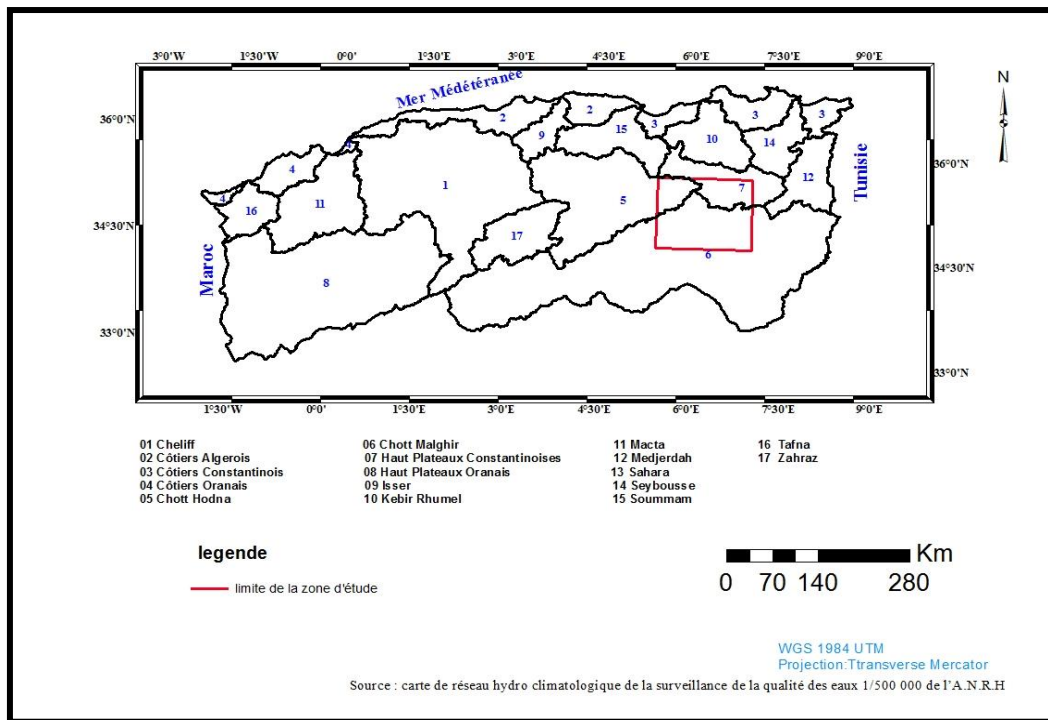 3°0'W 1°30'W 0°0' 1°30'E 3°0'E 4°30'E 6°0'E 7°30'E 9°0'E
N
Mer Médétéranée
36°0'N
34°30'N
33°0'N
36°0'N
34°30'N
33°0'N
Maroc
Tunisie
2
2
3
3
3
9
15
10
14
12
4
4
4
16
11
1
5
7
17
6
8
1°30'W 0°0' 1°30'E 3°0'E 4°30'E 6°0'E 7°30'E 9°0'E
01 Cheliff
02 Côtiers Algerois
03 Côtiers Constantinois
04 Côtiers Oranais
05 Chott Hodna
06 Chott Malghir
07 Haut Plateaux Constantinoises
08 Haut Plateaux Oranais
09 Isser
10 Kebir Rhumel
11 Macta
12 Medjerdah
13 Sahara
14 Seybousse
15 Soummam
16 Tafna
17 Zahraz
legende
limite de la zone d'étude
Km
0 70 140 280
WGS 1984 UTM
Projection:Ttransverse Mercator
Source : carte de réseau hydro climatologique de la surveillance de la qualité des eaux 1/500 000 de l'A.N.R.H